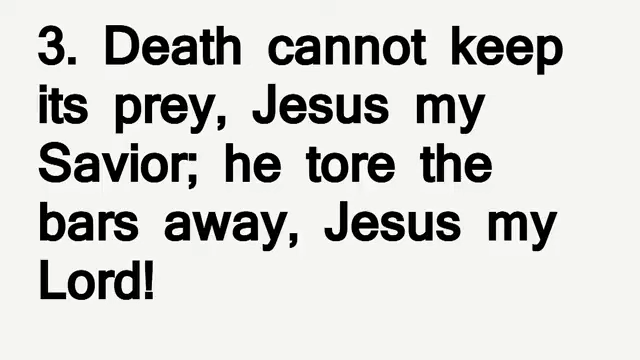 3. Death cannot keep
its prey, Jesus my
Savior; he tore the
bars away, Jesus my
Lord!